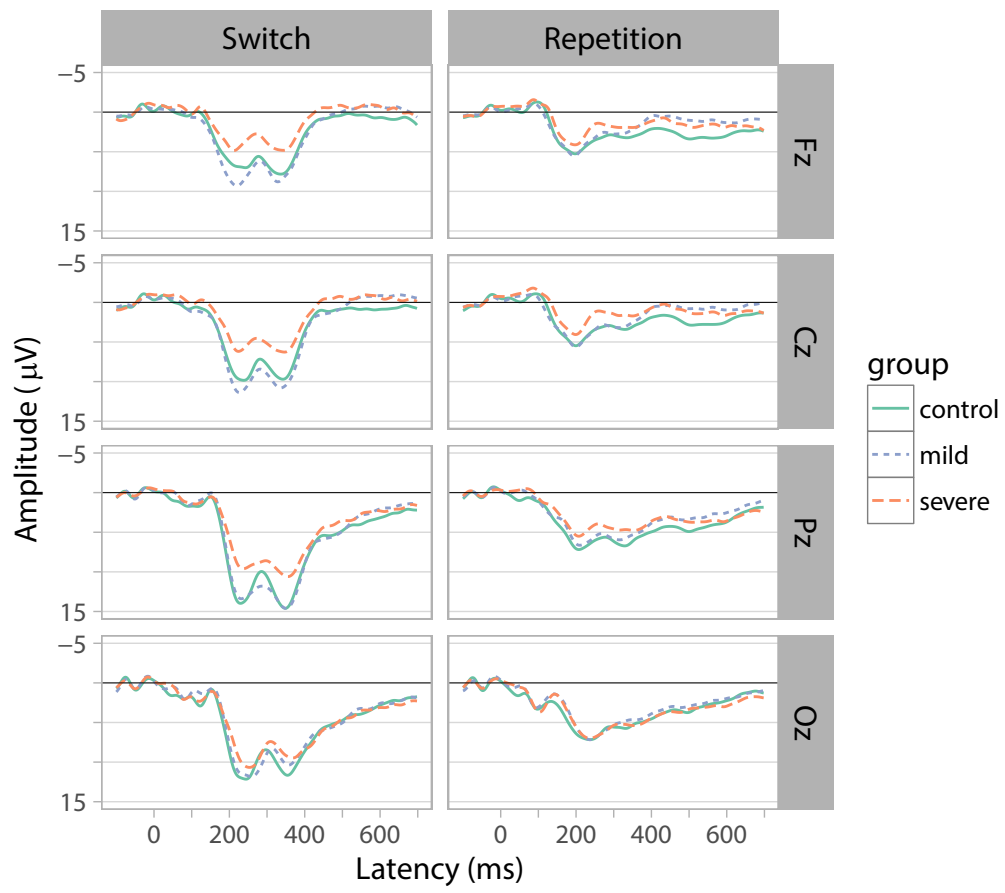 Switch
Repetition
−5
15
Fz
−5
15
Cz
−5
15
Pz
−5
15
Oz
Amplitude ( μV)
0 200 400 600
0 200 400 600
Latency (ms)
group
control
mild
severe